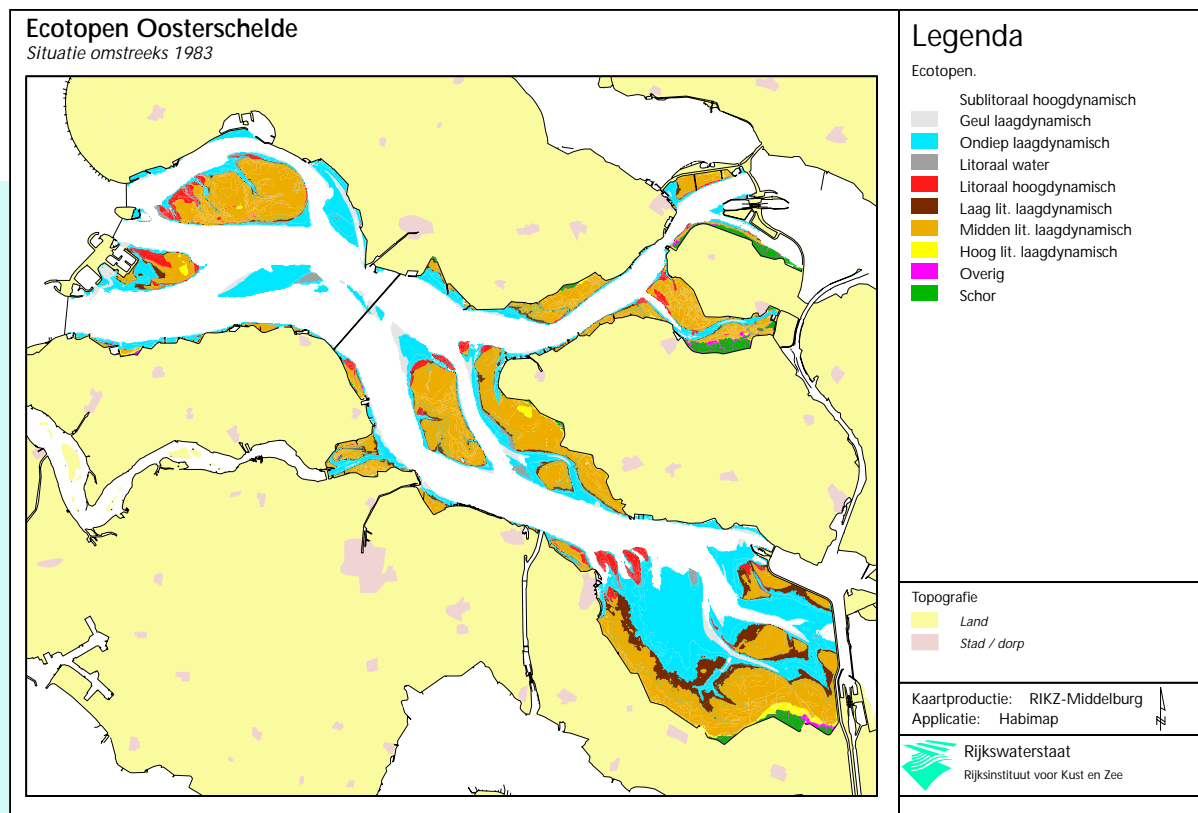 Ecotopen Oosterschelde
Situatie omstreeks 1983
Legenda
Ecotopen.
Sublitoraal hoogdynamisch
Geul laagdynamisch
Ondiep laagdynamisch
Litoraal water
Litoraal hoogdynamisch
Laag lit. laagdynamisch
Midden lit. laagdynamisch
Hoog lit. laagdynamisch
Overig
Schor
Topografie
Land
Stad / dorp
Kaartproductie: RIKZ-Middelburg
Applicatie: Habimap
N
Rijkswaterstaat
Rijksinstituut voor Kust en Zee